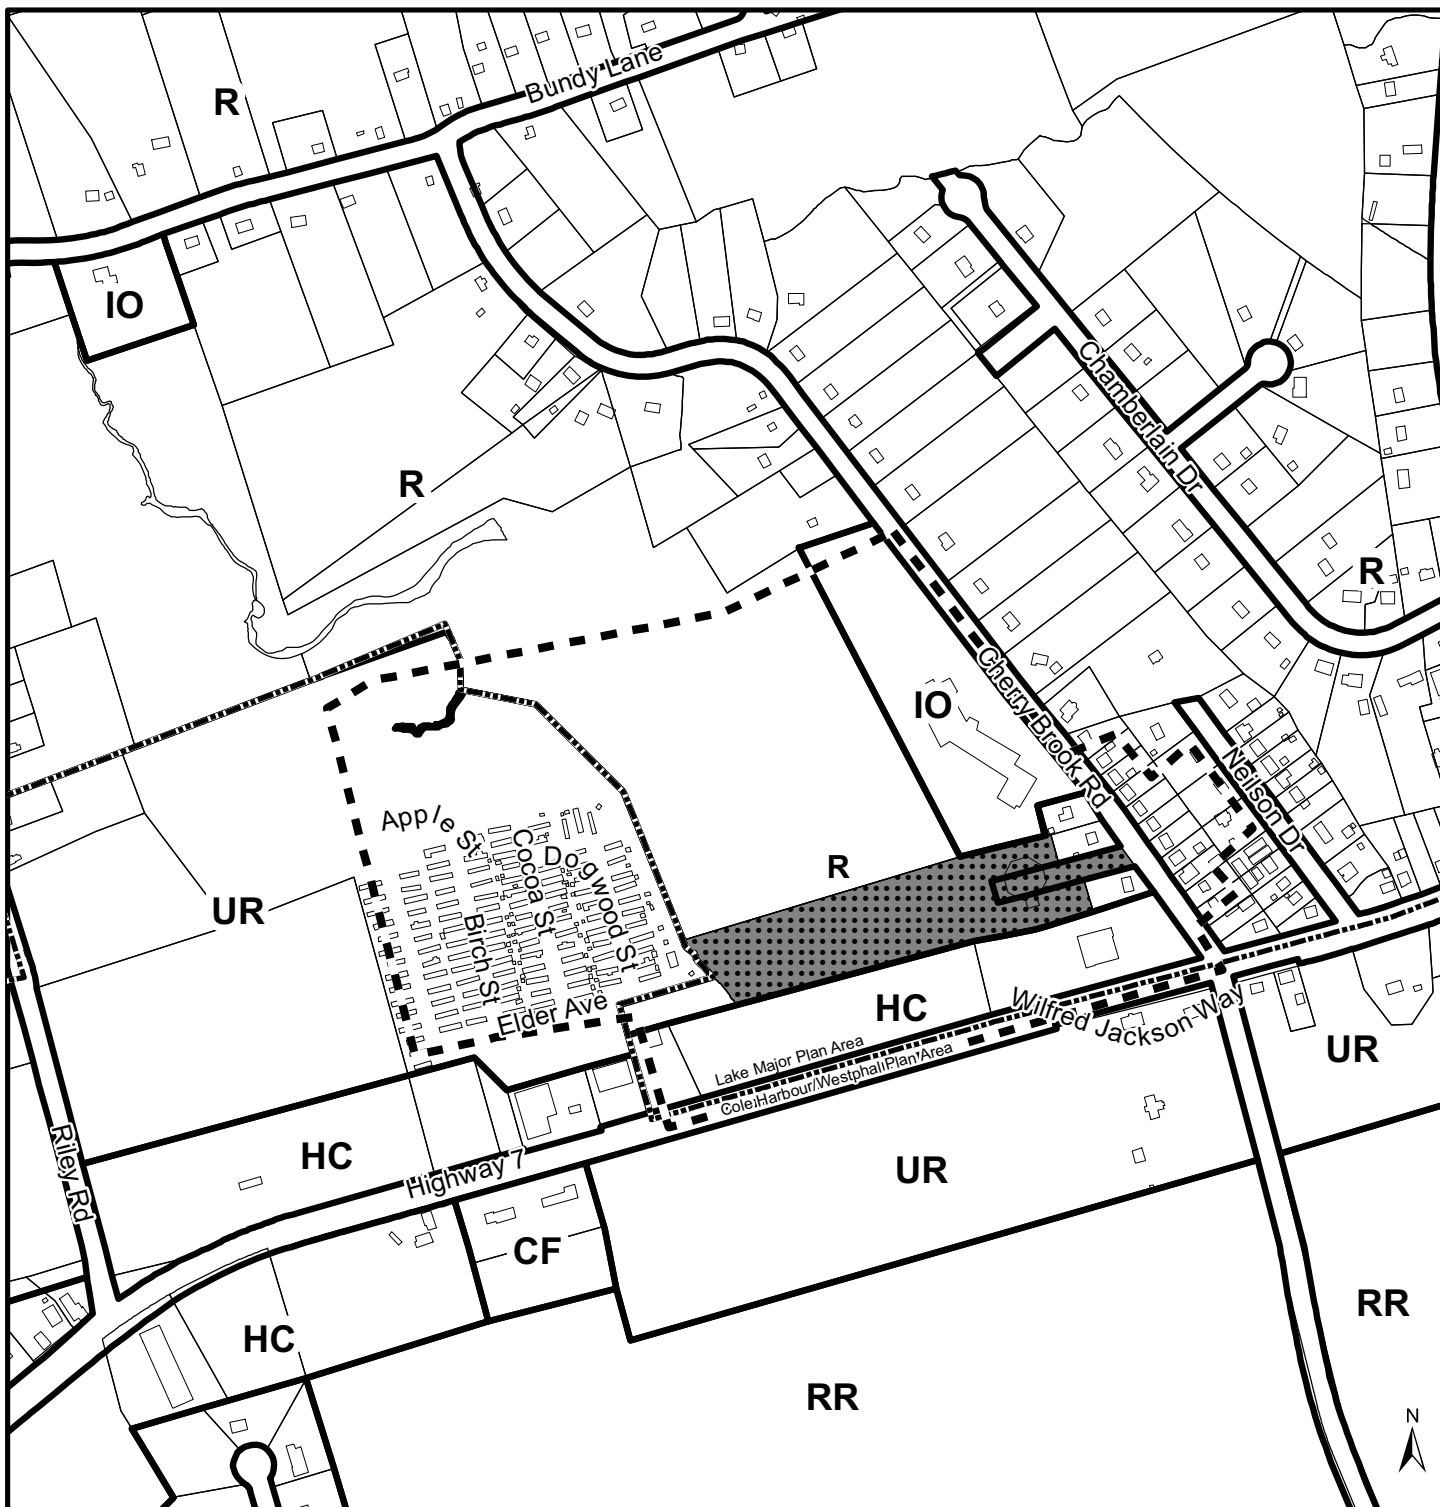 Bundy Lane
R
IO
Chamberlain Dr
R
R
Cherry Brook Rd
IO
Neilson Dr
Apple St
Cocoa St
Dogwood St
Birch St
R
UR
Elder Ave
HC
Wilfred Jackson Way
Lake Major Plan Area
Cole Harbour/Westphal Plan Area
UR
Riley Rd
HC
Highway 7
UR
CF
HC
RR
RR
N